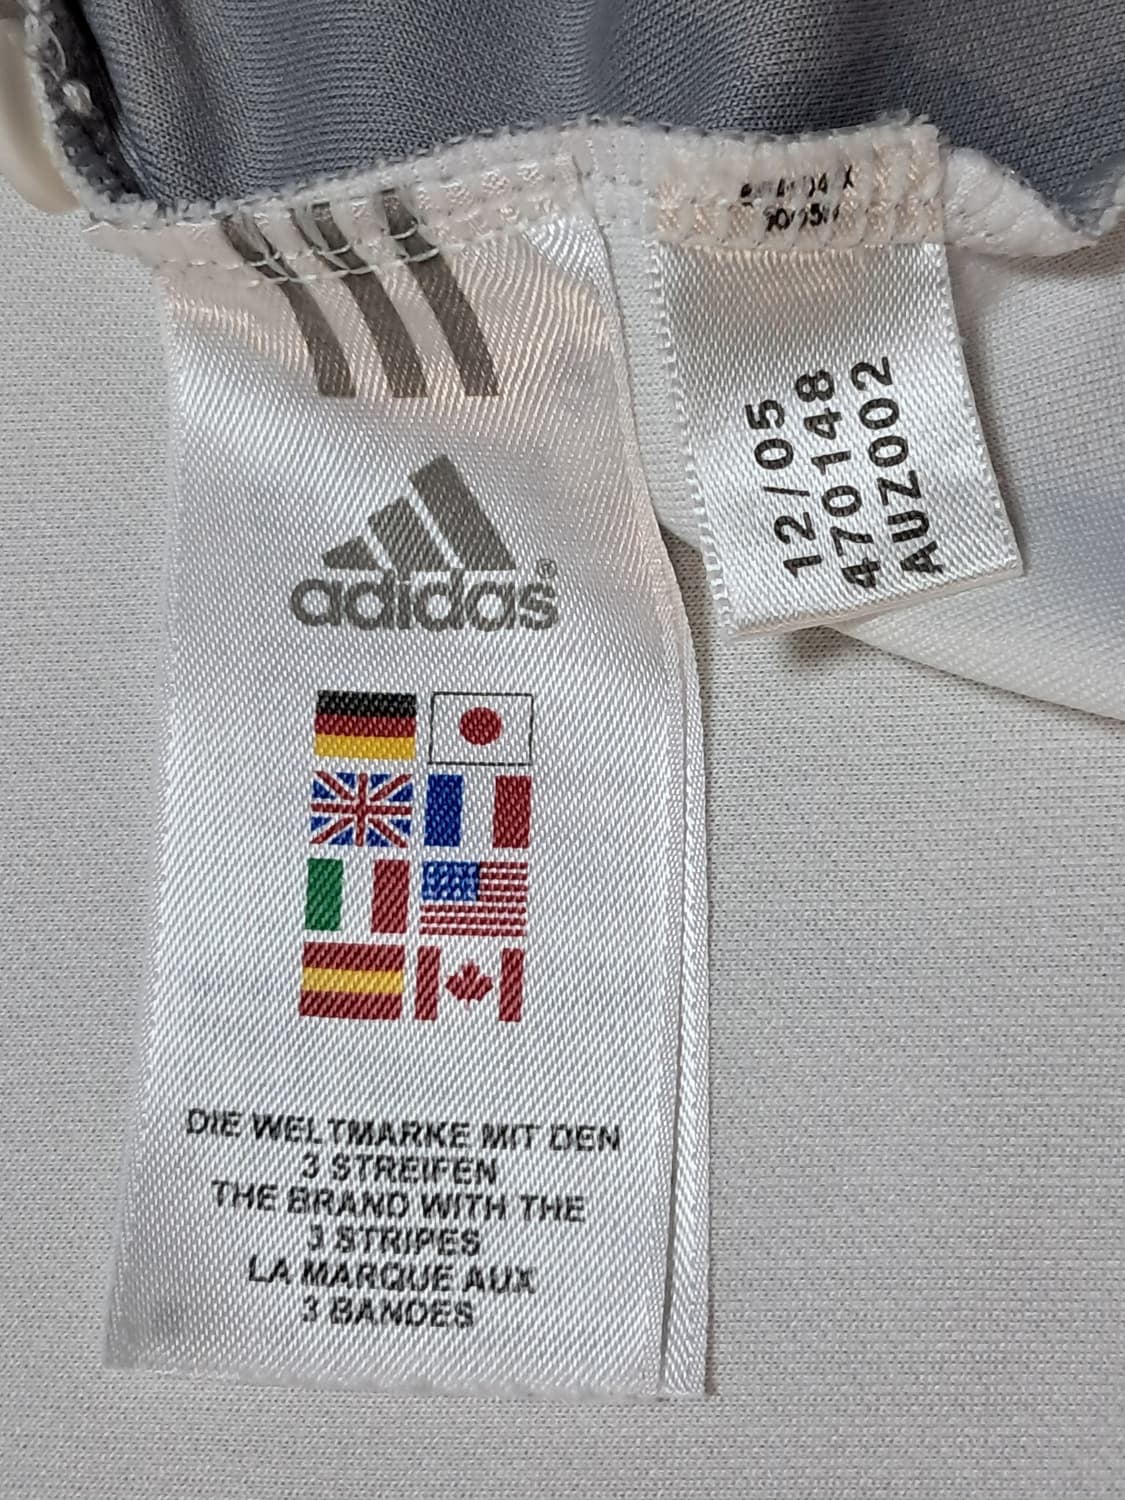 adidas®
DIE WELTMARKE MIT DEN
3 STREIFEN
THE BRAND WITH THE
3 STRIPES
LA MARQUE AUX
3 BANDES
12/05
470148
AUZ002